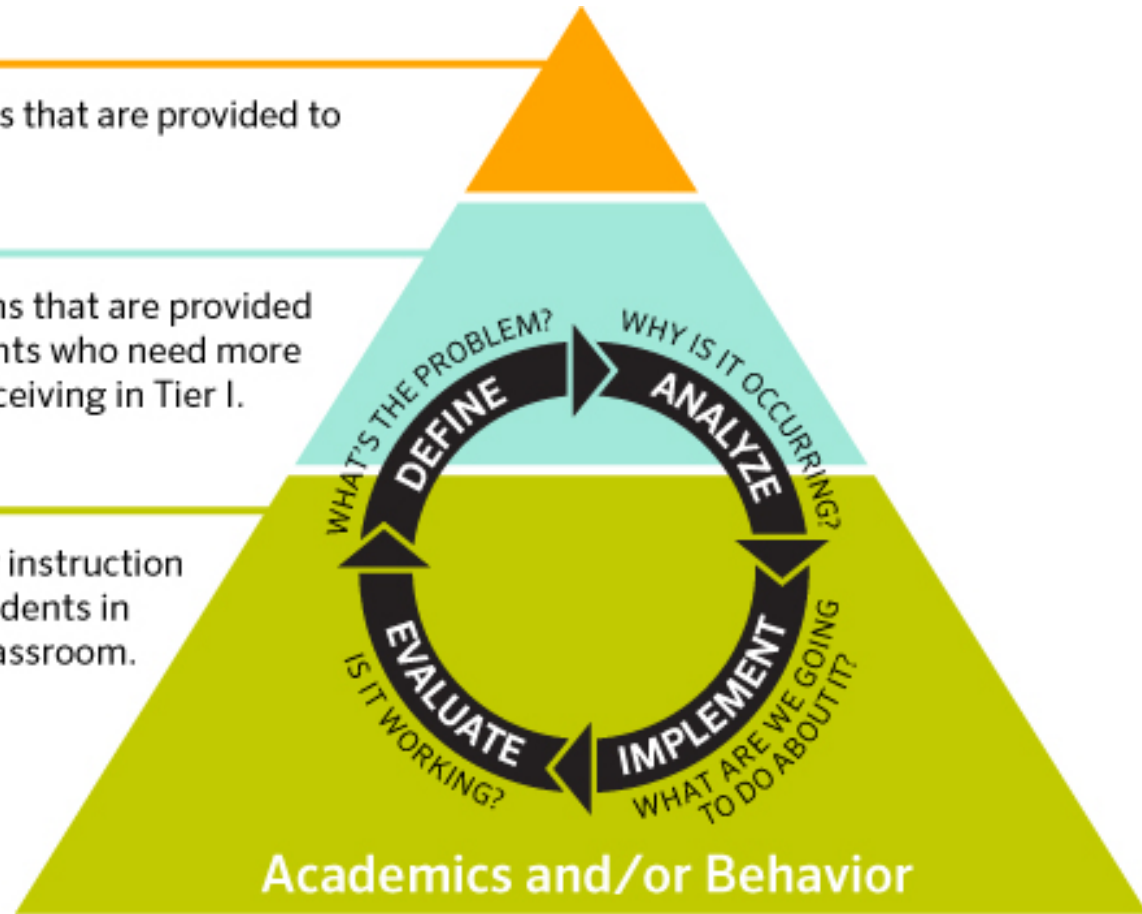 s that are provided to
ns that are provided
nts who need more
ceiving in Tier I.
instruction
dents in
assroom.
WHAT'S THE PROBLEM?
DEFINE
WHY IS IT OCCURRING?
ANALYZE
IMPLEMENT
WHAT ARE WE GOING
TO DO ABOUT IT?
EVALUATE
IS IT WORKING?
Academics and/or Behavior